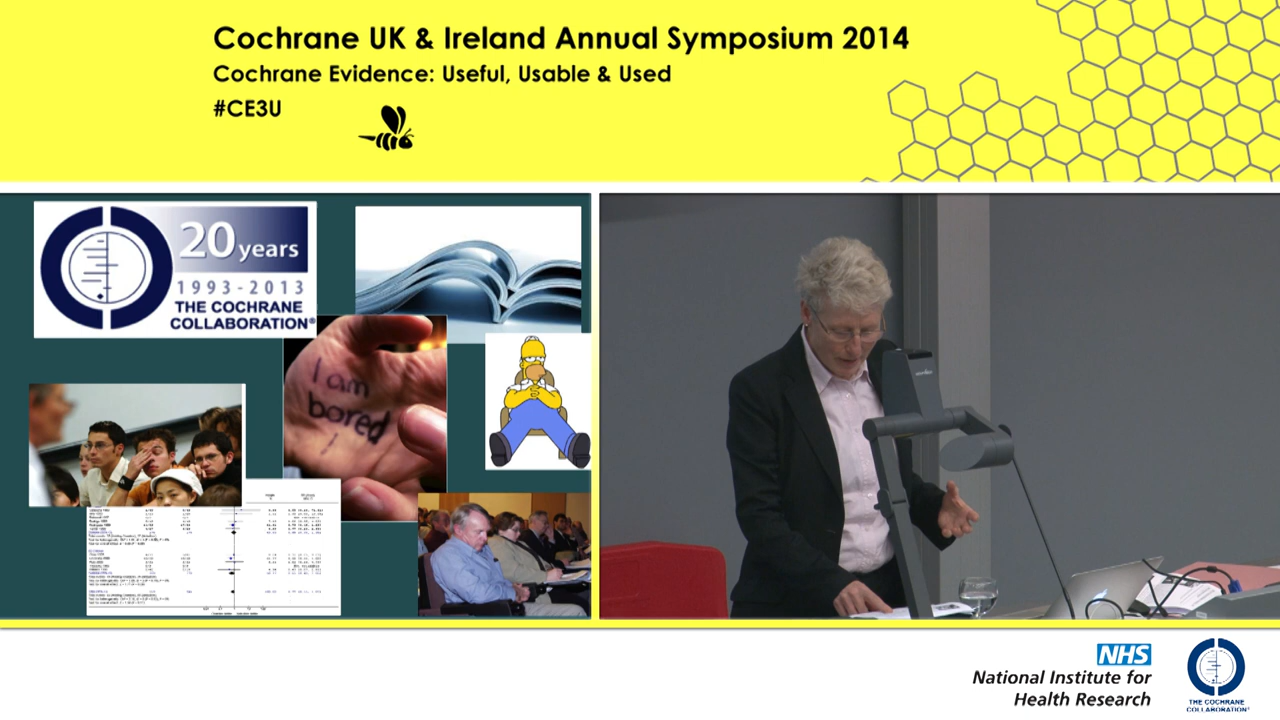 Cochrane UK & Ireland Annual Symposium 2014
Cochrane Evidence: Useful, Usable & Used
#CE3U
20 years
1993-2013
THE COCHRANE
COLLABORATION®
I am
bored
!
NHS
National Institute for
Health Research
THE COCHRANE
COLLABORATION®